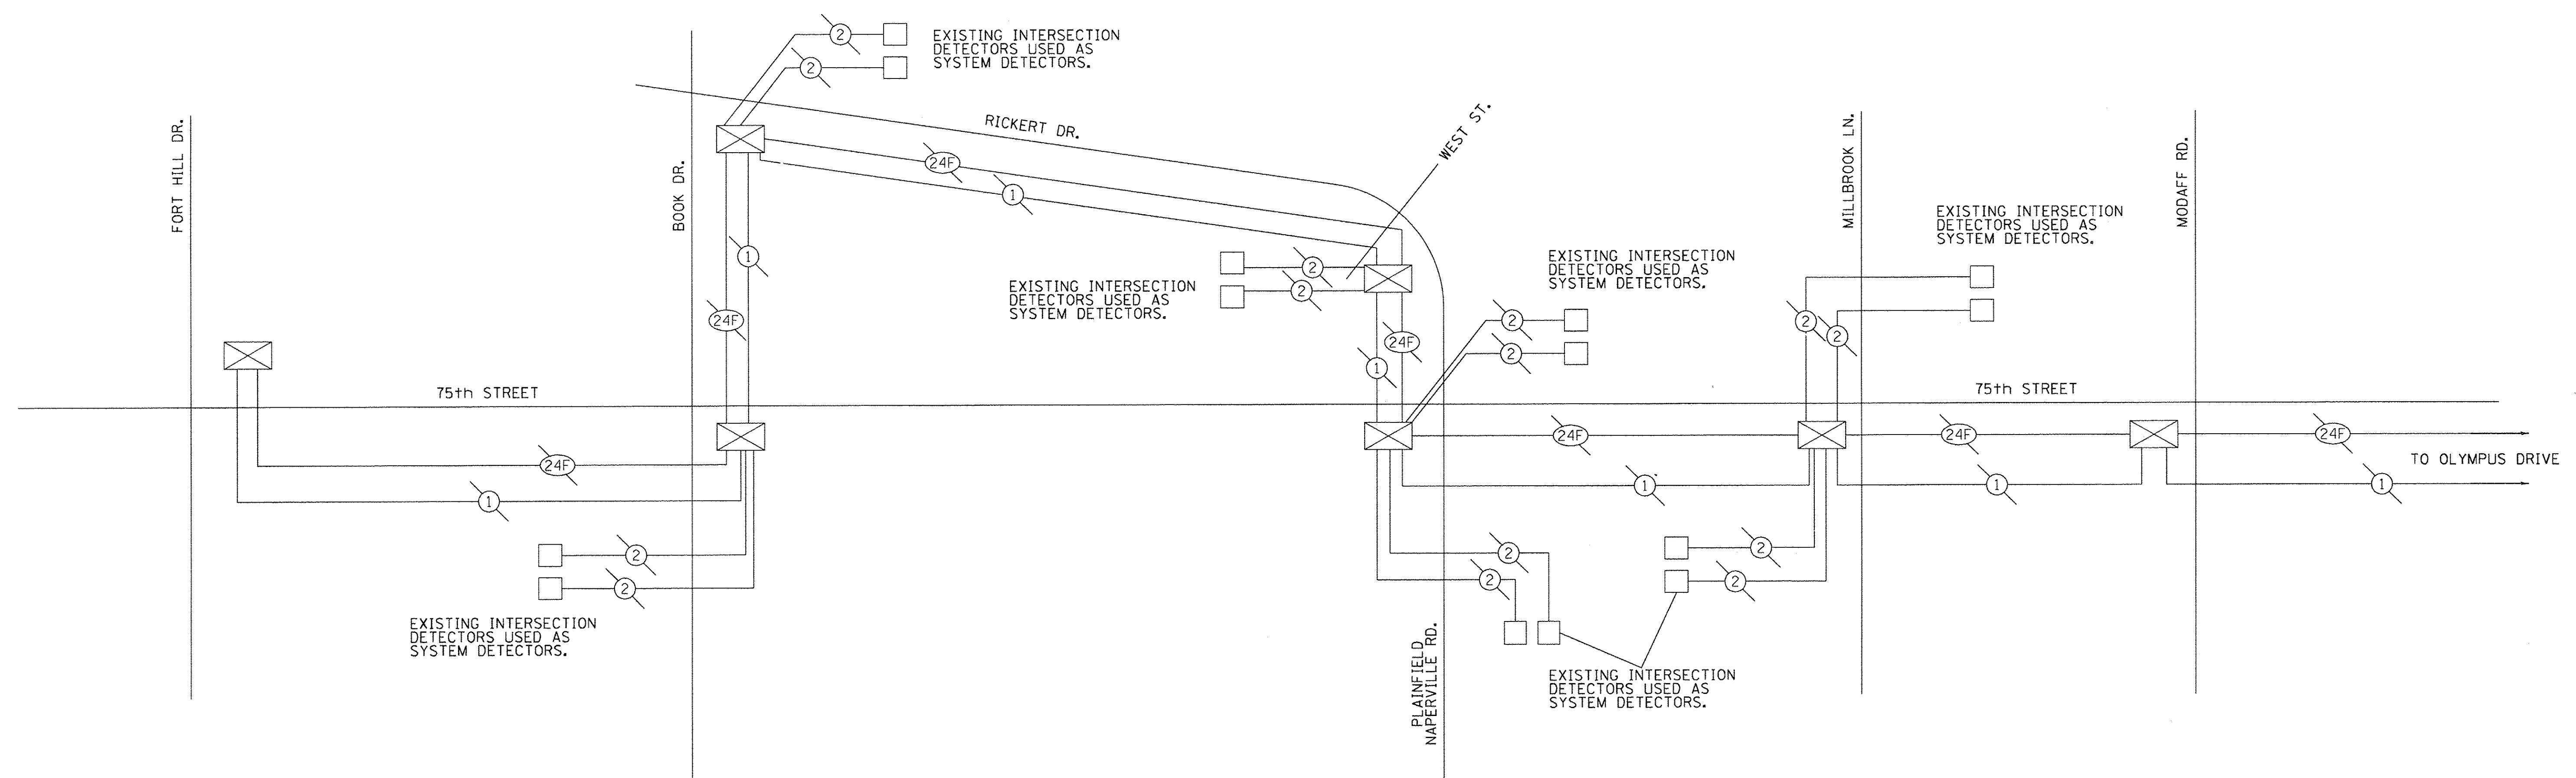 EXISTING INTERSECTION
DETECTORS USED AS
SYSTEM DETECTORS.
2
2
FORT HILL DR.
BOOK DR.
RICKERT DR.
WEST ST.
MILLBROOK LN.
MODAFF RD.
24F
1
1
24F
EXISTING INTERSECTION
DETECTORS USED AS
SYSTEM DETECTORS.
2
2
EXISTING INTERSECTION
DETECTORS USED AS
SYSTEM DETECTORS.
2
2
EXISTING INTERSECTION
DETECTORS USED AS
SYSTEM DETECTORS.
2
2
24F
1
75th STREET
75th STREET
24F
1
24F
1
24F
1
24F
1
TO OLYMPUS DRIVE
2
2
EXISTING INTERSECTION
DETECTORS USED AS
SYSTEM DETECTORS.
2
2
2
2
PLAINFIELD
NAPERVILLE RD.
EXISTING INTERSECTION
DETECTORS USED AS
SYSTEM DETECTORS.